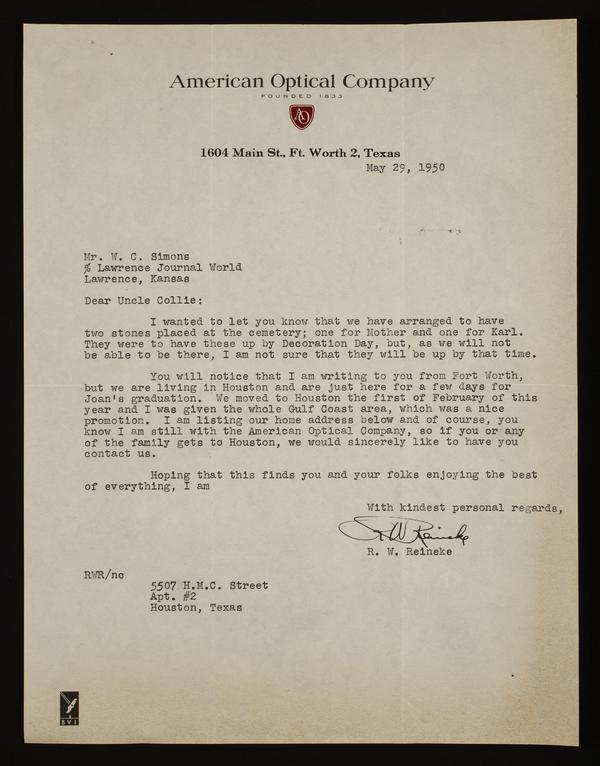 American Optical Company
FOUNDED 1833
AO
1604 Main St., Ft. Worth 2, Texas
May 29, 1950
Mr. W. C. Simons
% Lawrence Journal World
Lawrence, Kansas
Dear Uncle Collie:
I wanted to let you know that we have arranged to have
two stones placed at the cemetery; one for Mother and one for Karl.
They were to have these up by Decoration Day, but, as we will not
be able to be there, I am not sure that they will be up by that time.
You will notice that I am writing to you from Fort Worth,
but we are living in Houston and are just here for a few days for
Joan's graduation. We moved to Houston the first of February of this
year and I was given the whole Gulf Coast area, which was a nice
promotion. I am listing our home address below and of course, you
know I am still with the American Optical Company, so if you or any
of the family gets to Houston, we would sincerely like to have you
contact us.
Hoping that this finds you and your folks enjoying the best
of everything, I am
With kindest personal regards,
R W Reineke
R. W. Reineke
RWR/nc
5507 H.M.C. Street
Apt. #2
Houston, Texas
BVI